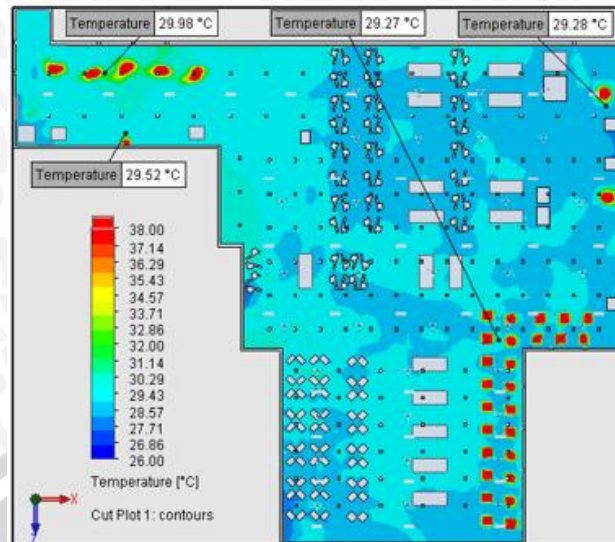 Temperature 29.98 °C
Temperature 29.27 °C
Temperature 29.28 °C
Temperature 29.52 °C
38.00
37.14
36.29
35.43
34.57
33.71
32.86
32.00
31.14
30.29
29.43
28.57
27.71
26.86
26.00
Temperature [°C]
X
Cut Plot 1: contours